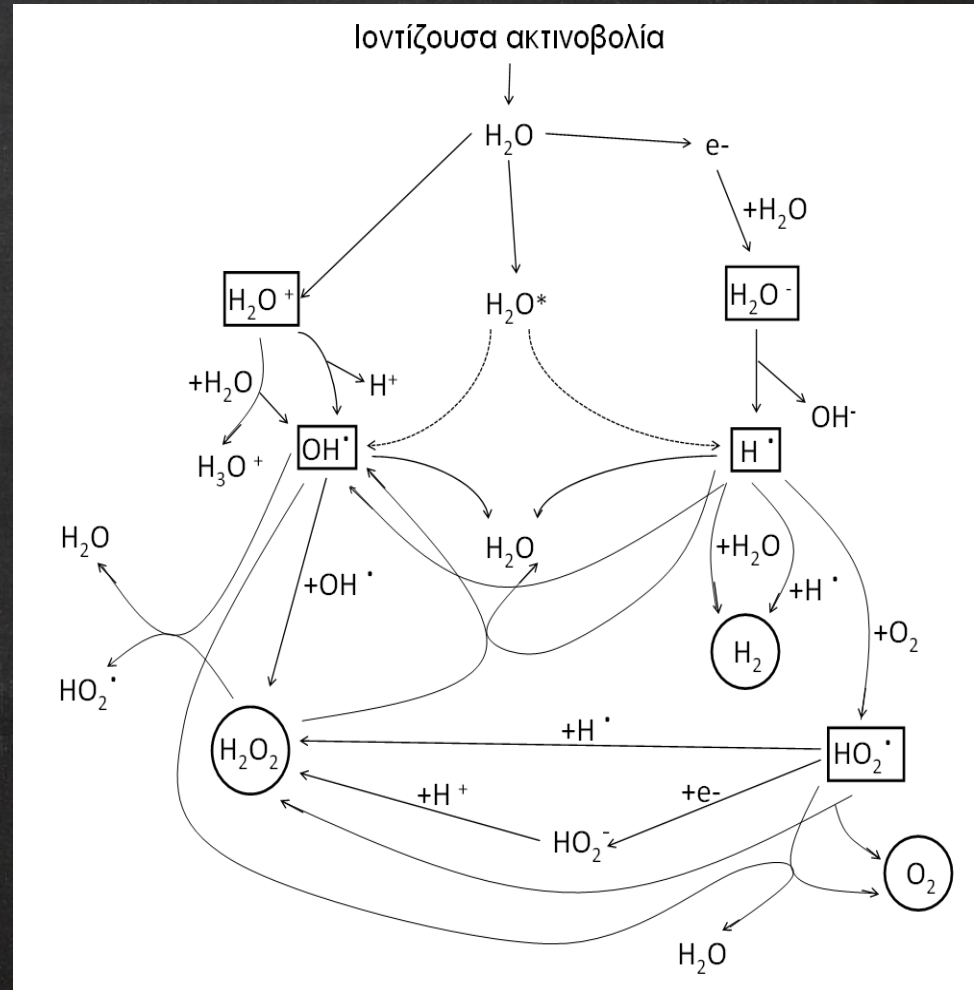 Ιοντίζουσα ακτινοβολία
H₂O
e-
+H₂O
H₂O⁺
H₂O*
H₂O⁻
+H₂O
H⁺
OH⁻
H₃O⁺
OH˙
H˙
H₂O
H₂O
+OH˙
+H₂O
+H˙
+O₂
H₂
HO₂˙
H₂O₂
+H˙
HO₂˙
+H⁺
+e-
HO₂⁻
O₂
H₂O